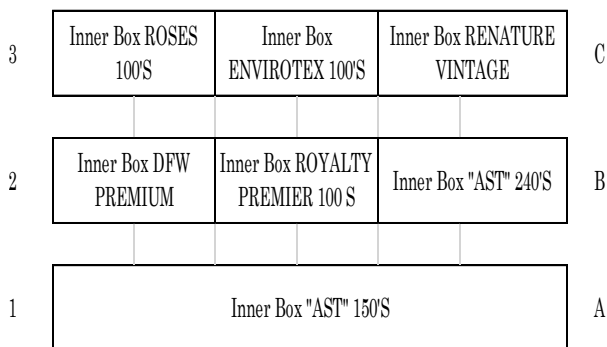 3
Inner Box ROSES
100'S
Inner Box
ENVIROTEX 100'S
Inner Box RENATURE
VINTAGE
C
2
Inner Box DFW
PREMIUM
Inner Box ROYALTY
PREMIER 100 S
Inner Box "AST" 240'S
B
1
Inner Box "AST" 150'S
A